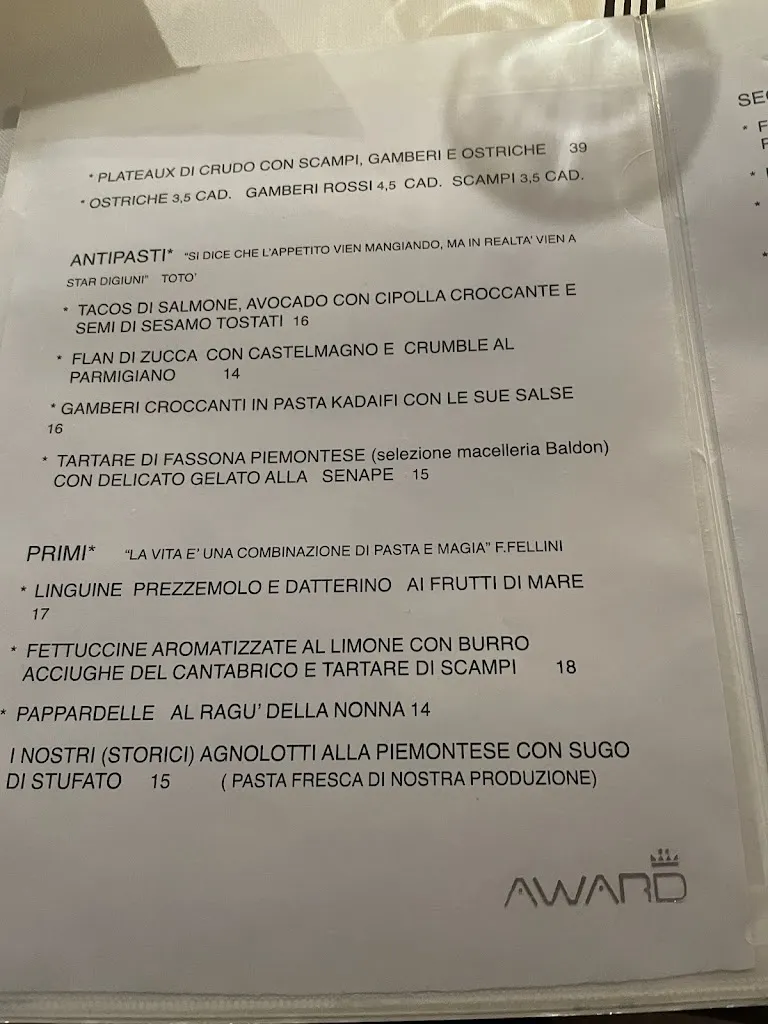 * PLATEAUX DI CRUDO CON SCAMPI, GAMBERI E OSTRICHE 39
* OSTRICHE 3,5 CAD. GAMBERI ROSSI 4,5 CAD. SCAMPI 3,5 CAD.
ANTIPASTI* "SI DICE CHE L'APPETITO VIEN MANGIANDO, MA IN REALTA' VIEN A
STAR DIGIUNI" TOTO'
* TACOS DI SALMONE, AVOCADO CON CIPOLLA CROCCANTE E
SEMI DI SESAMO TOSTATI 16
* FLAN DI ZUCCA CON CASTELMAGNO E CRUMBLE AL
PARMIGIANO 14
* GAMBERI CROCCANTI IN PASTA KADAIFI CON LE SUE SALSE
16
* TARTARE DI FASSONA PIEMONTESE (selezione macelleria Baldon)
CON DELICATO GELATO ALLA SENAPE 15
PRIMI* "LA VITA E' UNA COMBINAZIONE DI PASTA E MAGIA" F.FELLINI
* LINGUINE PREZZEMOLO E DATTERINO AI FRUTTI DI MARE
17
* FETTUCCINE AROMATIZZATE AL LIMONE CON BURRO
ACCIUGHE DEL CANTABRICO E TARTARE DI SCAMPI 18
* PAPPARDELLE AL RAGU' DELLA NONNA 14
I NOSTRI (STORICI) AGNOLOTTI ALLA PIEMONTESE CON SUGO
DI STUFATO 15 ( PASTA FRESCA DI NOSTRA PRODUZIONE)
AWARD